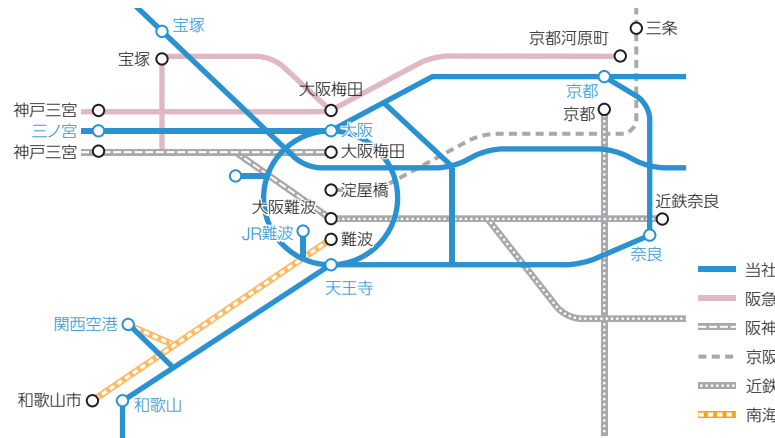 宝塚
三条
京都河原町
宝塚
大阪梅田
京都
神戸三宮
京都
三ノ宮
大阪
神戸三宮
大阪梅田
淀屋橋
近鉄奈良
大阪難波
JR難波
難波
奈良
当社
天王寺
阪急
関西空港
阪神
京阪
近鉄
和歌山市
和歌山
南海